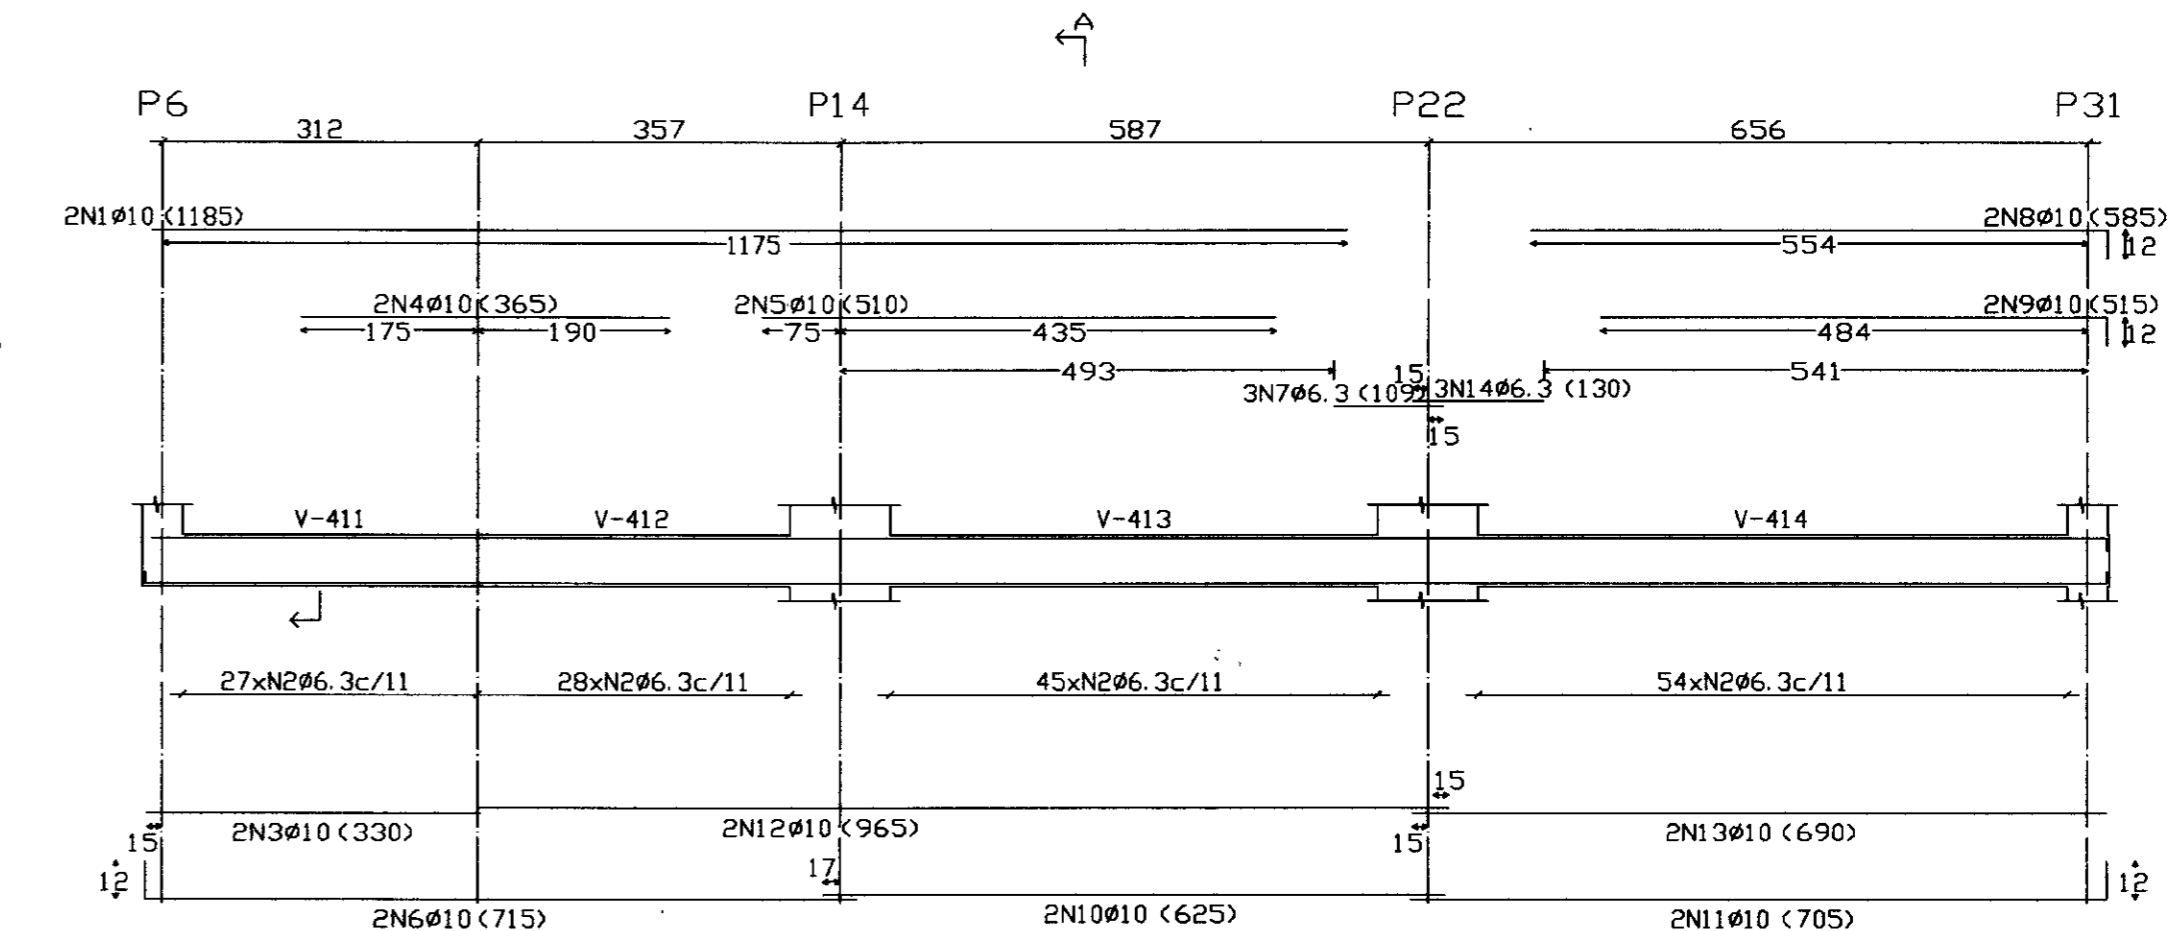 A
P6 P14 P22 P31
312 357 587 656
2N1ø10 (1185) 2N8ø10 (585)
1175 554 12
2N4ø10 (365) 2N5ø10 (510) 2N9ø10 (515)
175 190 75 435 484 12
493 15 541
3N7ø6.3 (109) 3N14ø6.3 (130)
15
V-411 V-412 V-413 V-414
27xN2ø6.3c/11 28xN2ø6.3c/11 45xN2ø6.3c/11 54xN2ø6.3c/11
15
2N3ø10 (330) 2N12ø10 (965) 2N13ø10 (690)
15 15
12 17 12
2N6ø10 (715) 2N10ø10 (625) 2N11ø10 (705)